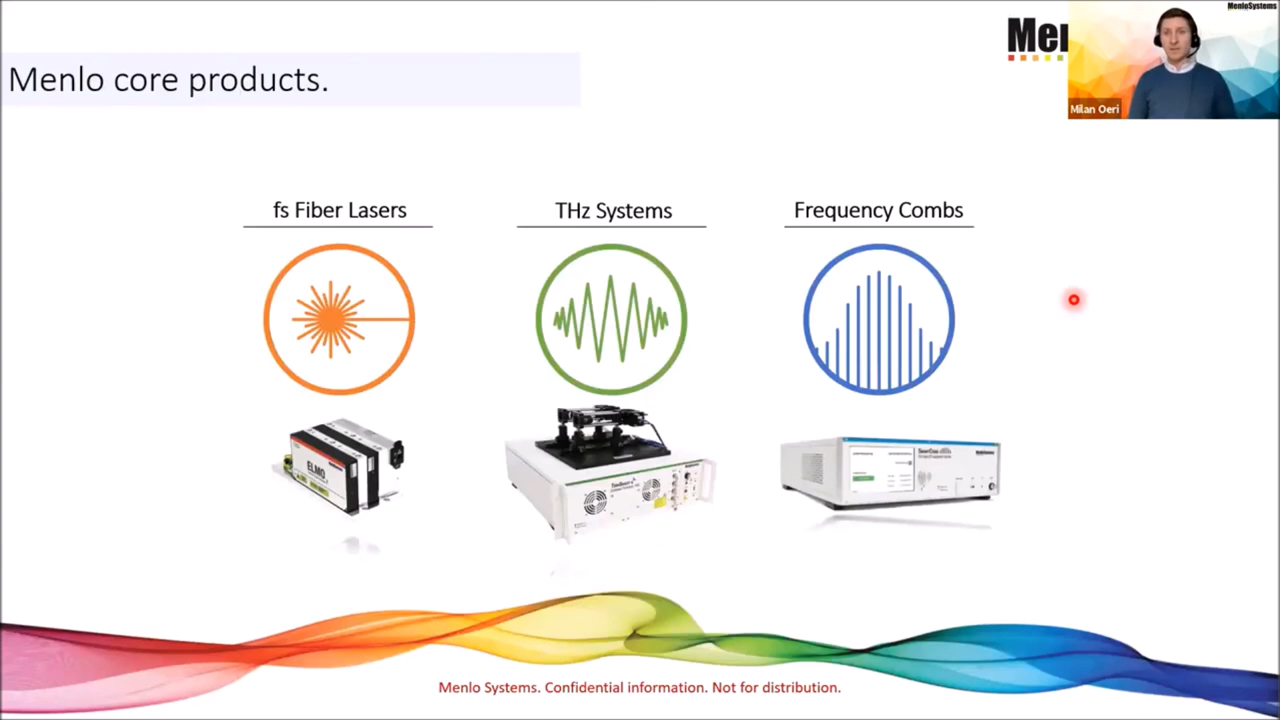 MenloSystems
Men
Milan Oeri
Menlo core products.
fs Fiber Lasers
THz Systems
Frequency Combs
ELMO
SmartComb
Menlo Systems. Confidential information. Not for distribution.